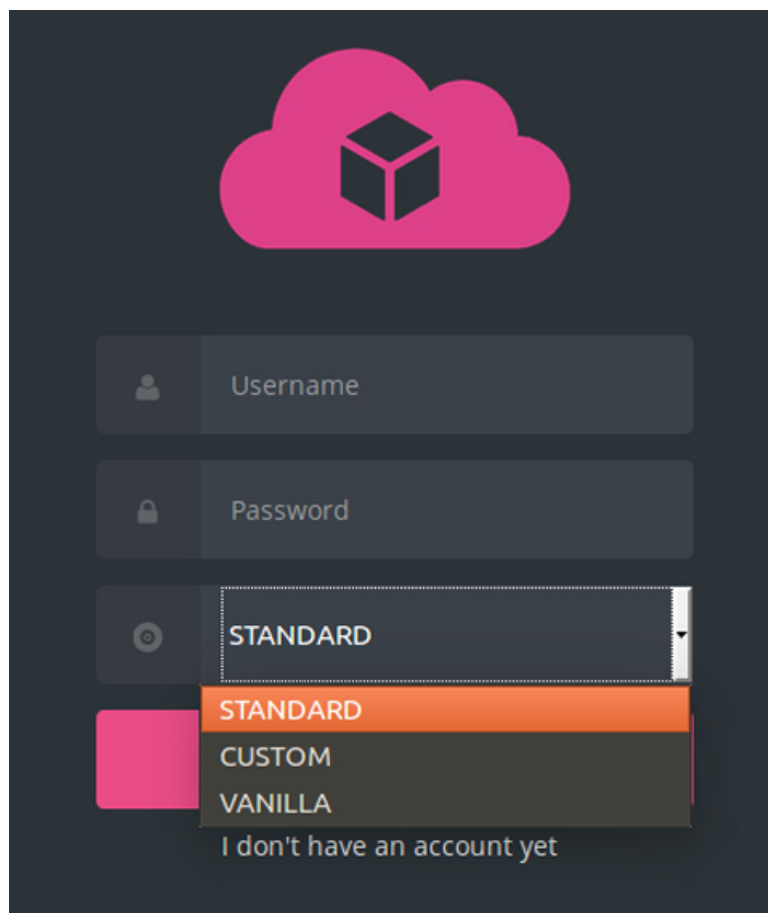 Username
Password
STANDARD
STANDARD
CUSTOM
VANILLA
I don't have an account yet